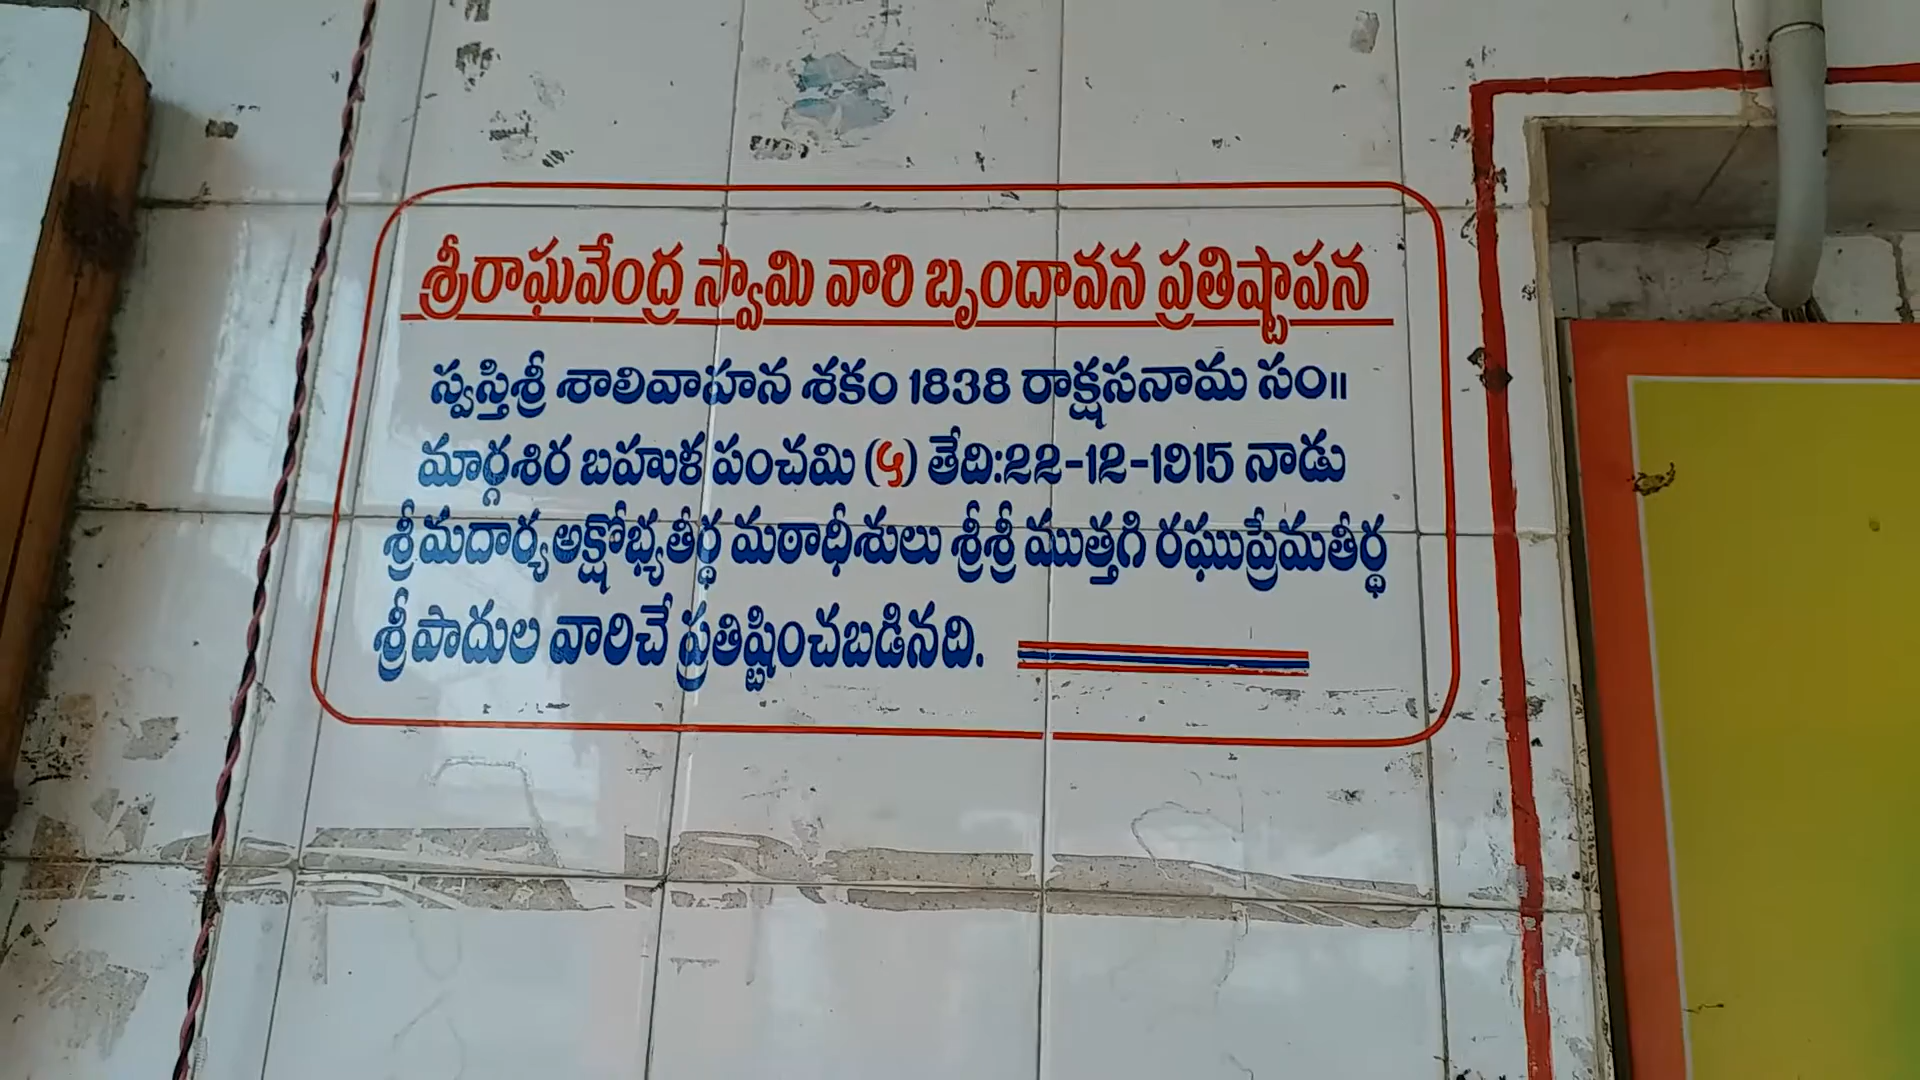 శ్రీరాఘవేంద్ర స్వామి వారి బృందావన ప్రతిష్టాపన
స్వస్తిశ్రీ శాలివాహన శకం 1838 రాక్షసనామ సం॥
మార్గశిర బహుళ పంచమి (५) తేది:22-12-1915 నాడు
శ్రీమదార్య అక్షోభ్యతీర్థ మఠాధీశులు శ్రీశ్రీ ముత్తగి రఘుప్రేమతీర్థ
శ్రీపాదుల వారిచే ప్రతిష్టించబడినది.